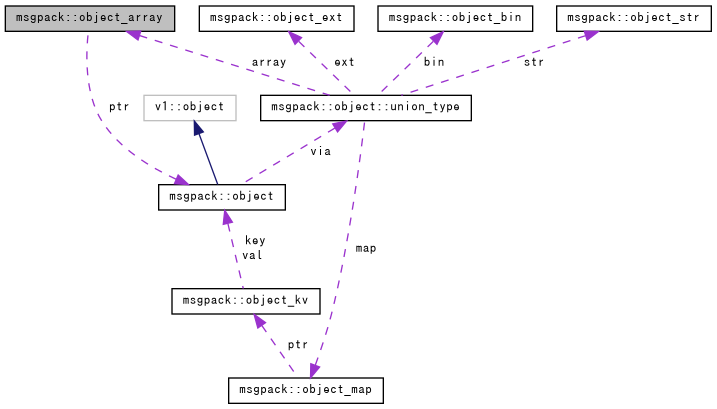 msgpack::object_array
msgpack::object_ext
msgpack::object_bin
msgpack::object_str
array
ext
bin
str
ptr
v1::object
msgpack::object::union_type
via
msgpack::object
key
val
map
msgpack::object_kv
ptr
msgpack::object_map